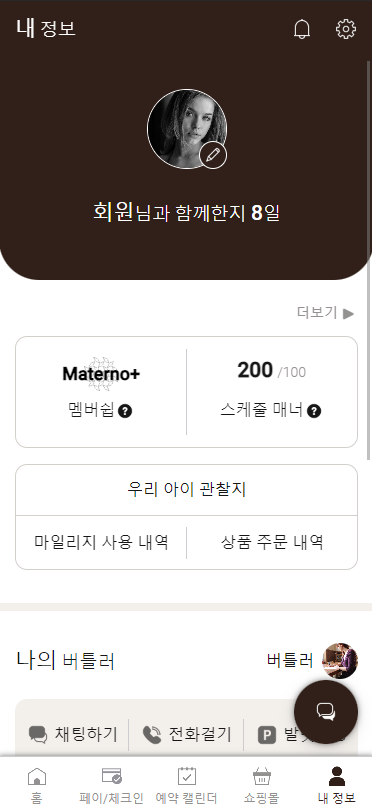 내 정보
회원님과 함께한지 8일
더보기 ▶
Materno+
멤버쉽 ?
200 /100
스케줄 매너 ?
우리 아이 관찰지
마일리지 사용 내역
상품 주문 내역
나의 버틀러
버틀러
채팅하기
전화걸기
P
홈
페이/체크인
예약 캘린더
쇼핑몰
내 정보